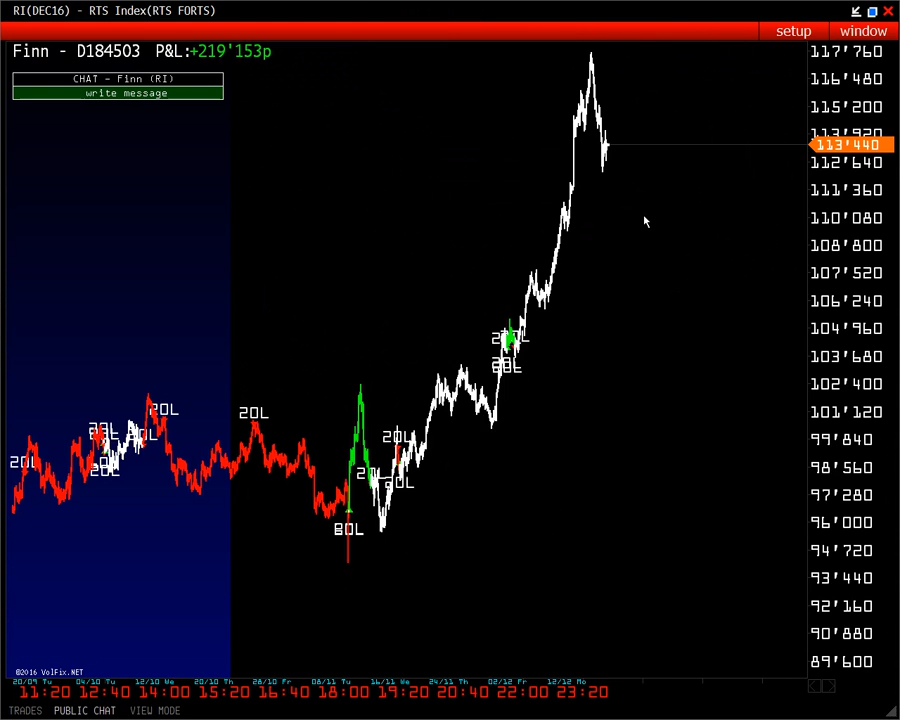 RI(DEC16) - RTS Index(RTS FORTS)
setup window
Finn - D184503 P&L:+219'153p
CHAT - Finn (RI)
write message
117'760
116'480
115'200
113'920
113'440
112'640
111'360
110'080
108'800
107'520
106'240
104'960
103'680
102'400
101'120
99'840
98'560
97'280
96'000
94'720
93'440
92'160
90'880
89'600
20L
20L
20L
20L
20L
20L
20L
20L
20L
20L
©2016 VolFix.NET
20/09 Tu 04/10 Tu 12/10 We 20/10 Th 28/10 Fr 08/11 Tu 16/11 We 24/11 Th 02/12 Fr 12/12 Mo
11:20 12:40 14:00 15:20 16:40 18:00 19:20 20:40 22:00 23:20
TRADES PUBLIC CHAT VIEW MODE